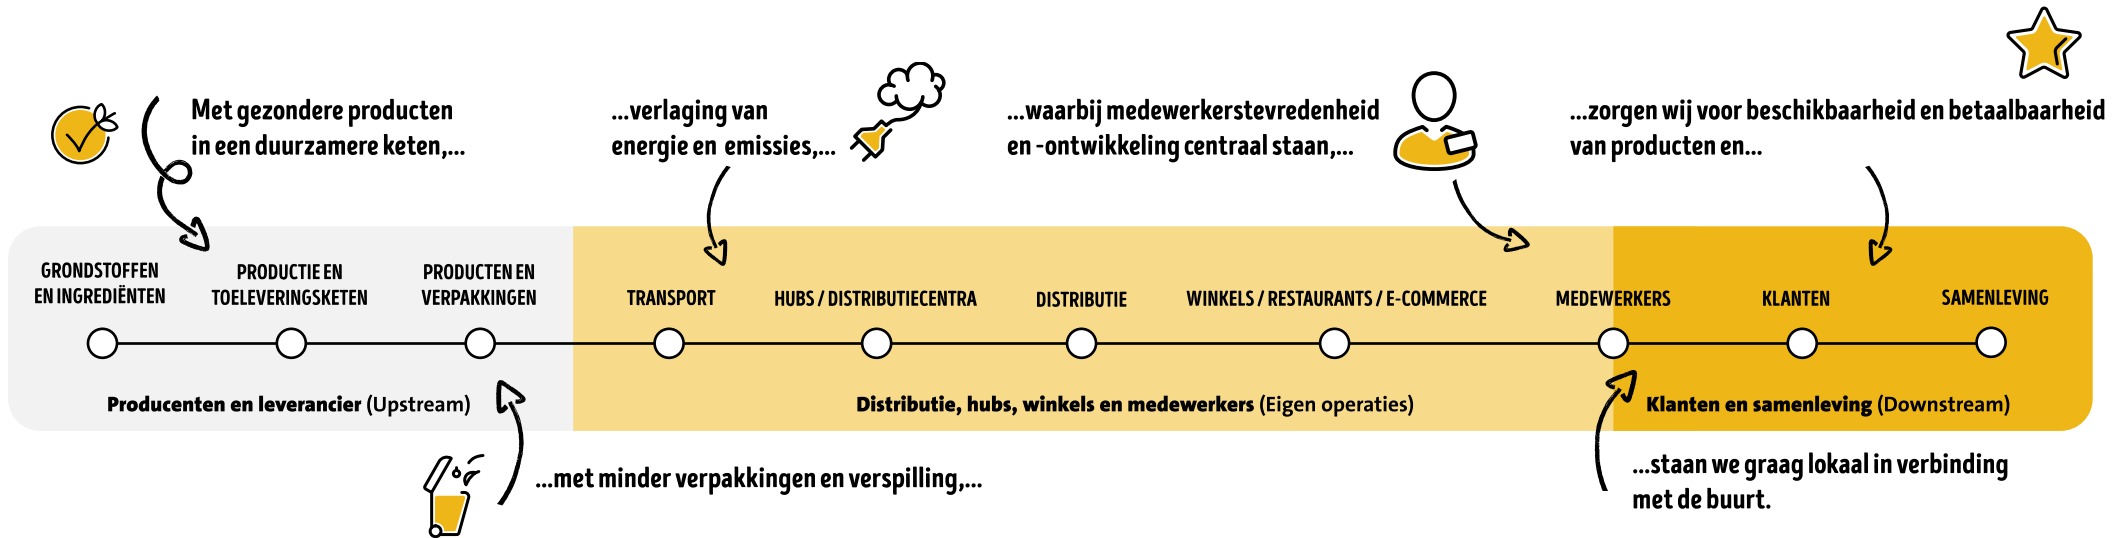 Met gezondere producten
in een duurzamere keten,...
...verlaging van
energie en emissies,...
...waarbij medewerkerstevredenheid
en -ontwikkeling centraal staan,...
...zorgen wij voor beschikbaarheid en betaalbaarheid
van producten en...
GRONDSTOFFEN
EN INGREDIËNTEN
PRODUCTIE EN
TOELEVERINGSKETEN
PRODUCTEN EN
VERPAKKINGEN
TRANSPORT
HUBS / DISTRIBUTIECENTRA
DISTRIBUTIE
WINKELS / RESTAURANTS / E-COMMERCE
MEDEWERKERS
KLANTEN
SAMENLEVING
Producenten en leverancier (Upstream)
Distributie, hubs, winkels en medewerkers (Eigen operaties)
Klanten en samenleving (Downstream)
...met minder verpakkingen en verspilling,...
...staan we graag lokaal in verbinding
met de buurt.